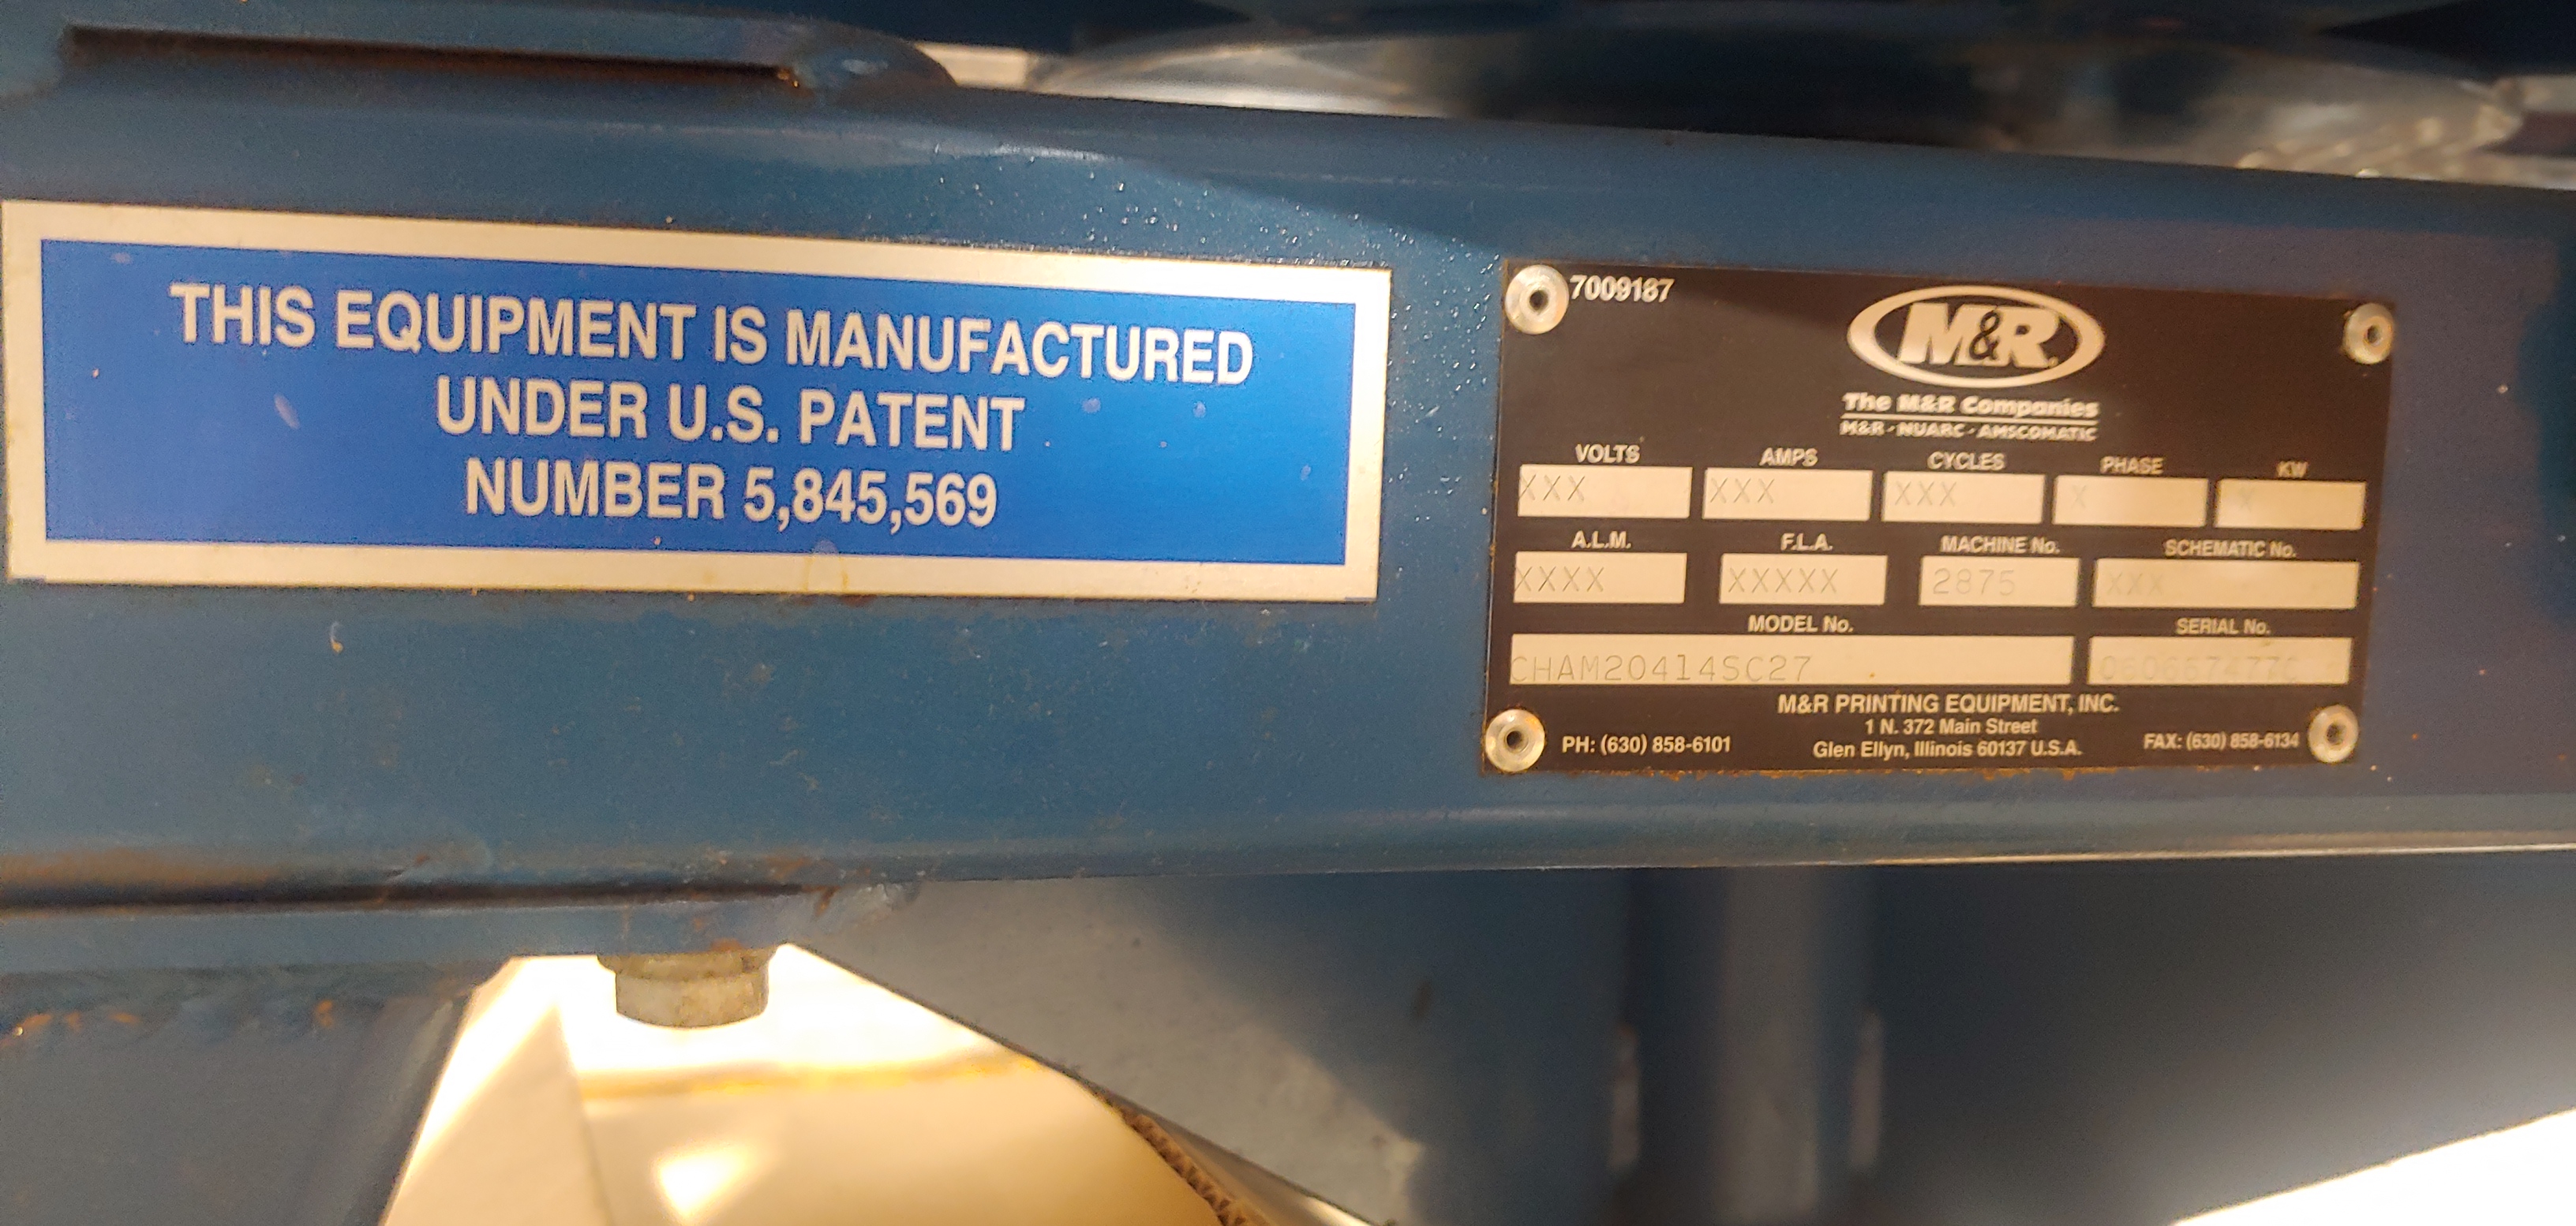 THIS EQUIPMENT IS MANUFACTURED
UNDER U.S. PATENT
NUMBER 5,845,569
7009187
M&R
The M&R Companies
M&R · NUARC · AMSCOMATIC
VOLTS AMPS CYCLES PHASE KW
XXX XXX XXX X X
A.L.M. F.L.A. MACHINE No. SCHEMATIC No.
XXXX XXXXX 2875 XXX
MODEL No. SERIAL No.
CHAM20414SC27
M&R PRINTING EQUIPMENT, INC.
1 N. 372 Main Street
PH: (630) 858-6101 Glen Ellyn, Illinois 60137 U.S.A. FAX: (630) 858-6134